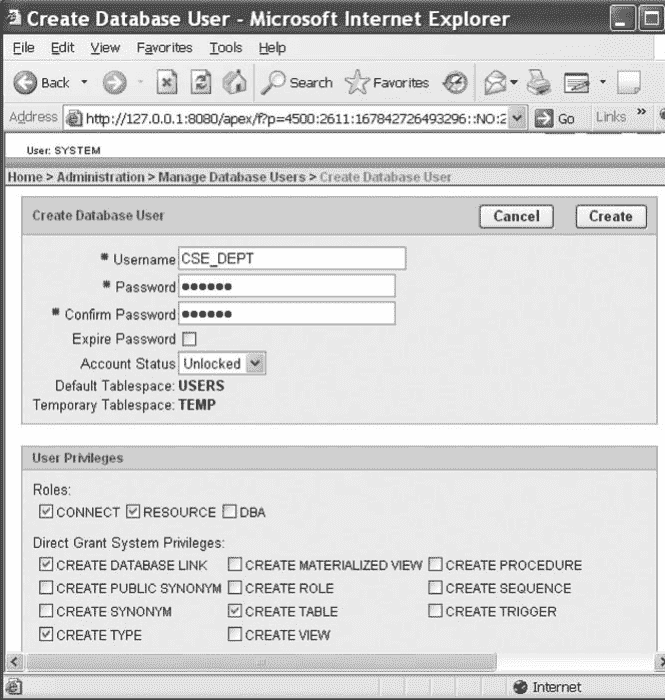 Create Database User - Microsoft Internet Explorer
File Edit View Favorites Tools Help
Back Search Favorites
Address http://127.0.0.1:8080/apex/f?p=4500:2611:167842726493296::NO:2 Go Links »
User: SYSTEM
Home > Administration > Manage Database Users > Create Database User
Create Database User Cancel Create
* Username CSE_DEPT
* Password ••••••
* Confirm Password ••••••
Expire Password
Account Status Unlocked
Default Tablespace: USERS
Temporary Tablespace: TEMP
User Privileges
Roles:
CONNECT RESOURCE DBA
Direct Grant System Privileges:
CREATE DATABASE LINK CREATE MATERIALIZED VIEW CREATE PROCEDURE
CREATE PUBLIC SYNONYM CREATE ROLE CREATE SEQUENCE
CREATE SYNONYM CREATE TABLE CREATE TRIGGER
CREATE TYPE CREATE VIEW
Internet